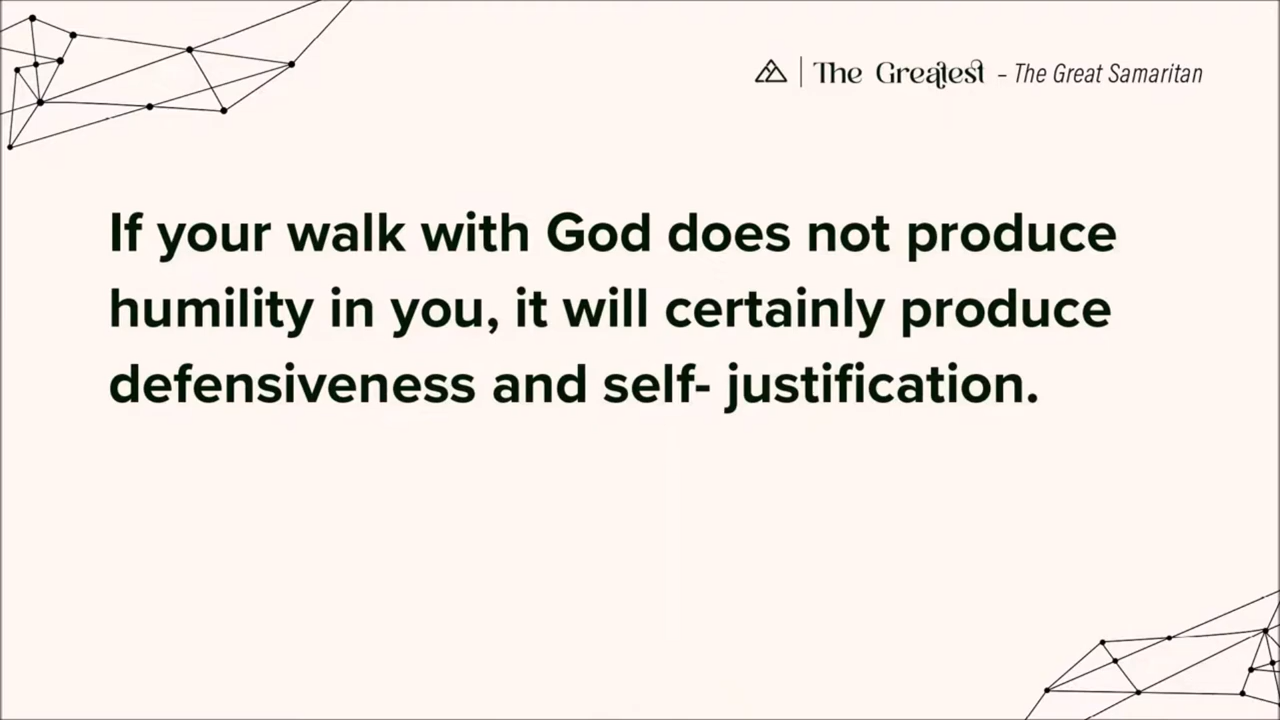 The Greatest – The Great Samaritan
If your walk with God does not produce
humility in you, it will certainly produce
defensiveness and self- justification.